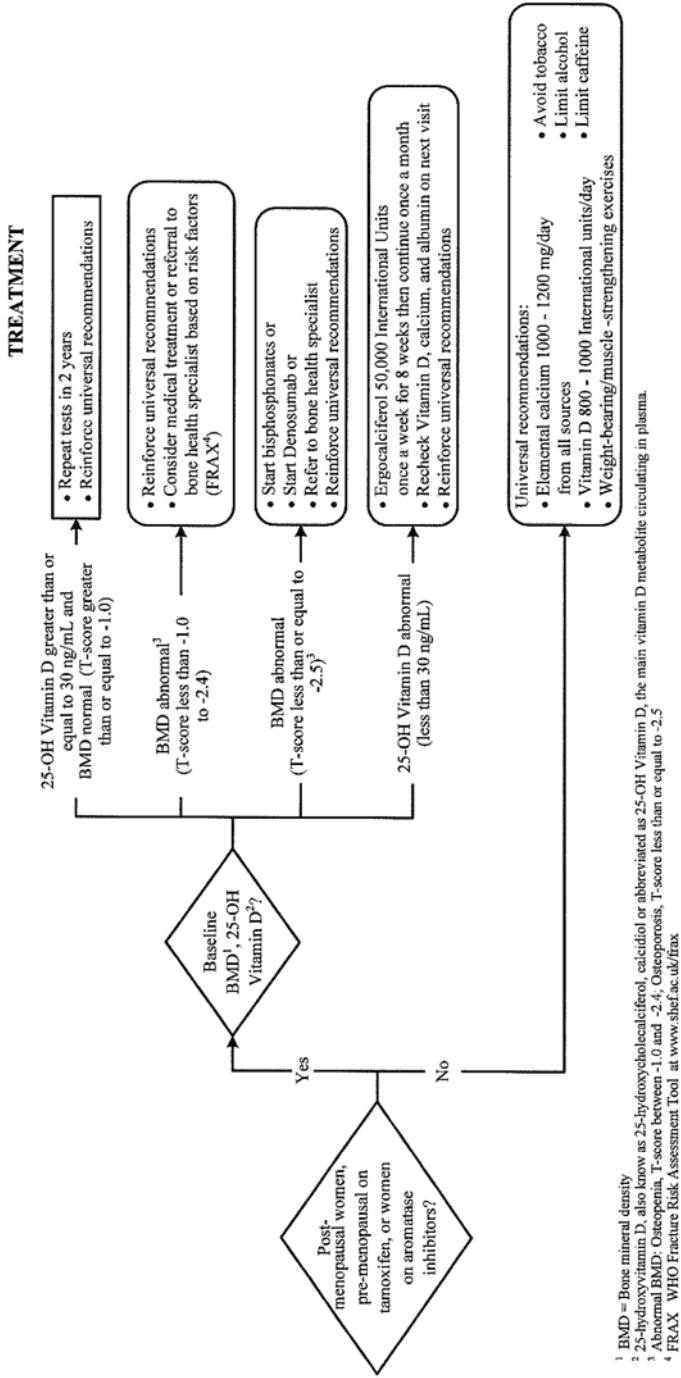 TREATMENT
Post-
menopausal women,
pre-menopausal on
tamoxifen, or women
on aromatase
inhibitors?
Yes
No
Baseline
BMD¹, 25-OH
Vitamin D²?
25-OH Vitamin D greater than or
equal to 30 ng/mL and
BMD normal (T-score greater
than or equal to -1.0)
• Repeat tests in 2 years
• Reinforce universal recommendations
BMD abnormal³
(T-score less than -1.0
to -2.4)
• Reinforce universal recommendations
• Consider medical treatment or referral to
bone health specialist based on risk factors
(FRAX⁴)
BMD abnormal
(T-score less than or equal to
-2.5)³
• Start bisphosphonates or
• Start Denosumab or
• Refer to bone health specialist
• Reinforce universal recommendations
25-OH Vitamin D abnormal
(less than 30 ng/mL)
• Ergocalciferol 50,000 International Units
once a week for 8 weeks then continue once a month
• Recheck Vitamin D, calcium, and albumin on next visit
• Reinforce universal recommendations
Universal recommendations:
• Elemental calcium 1000 - 1200 mg/day
from all sources
• Vitamin D 800 - 1000 International units/day
• Weight-bearing/muscle -strengthening exercises
• Avoid tobacco
• Limit alcohol
• Limit caffeine
¹ BMD = Bone mineral density
² 25-hydroxyvitamin D, also know as 25-hydroxycholecalciferol, calcidiol or abbreviated as 25-OH Vitamin D, the main vitamin D metabolite circulating in plasma.
³ Abnormal BMD: Osteopenia, T-score between -1.0 and -2.4; Osteoporosis, T-score less than or equal to -2.5
⁴ FRAX WHO Fracture Risk Assessment Tool at www.shef.ac.uk/frax